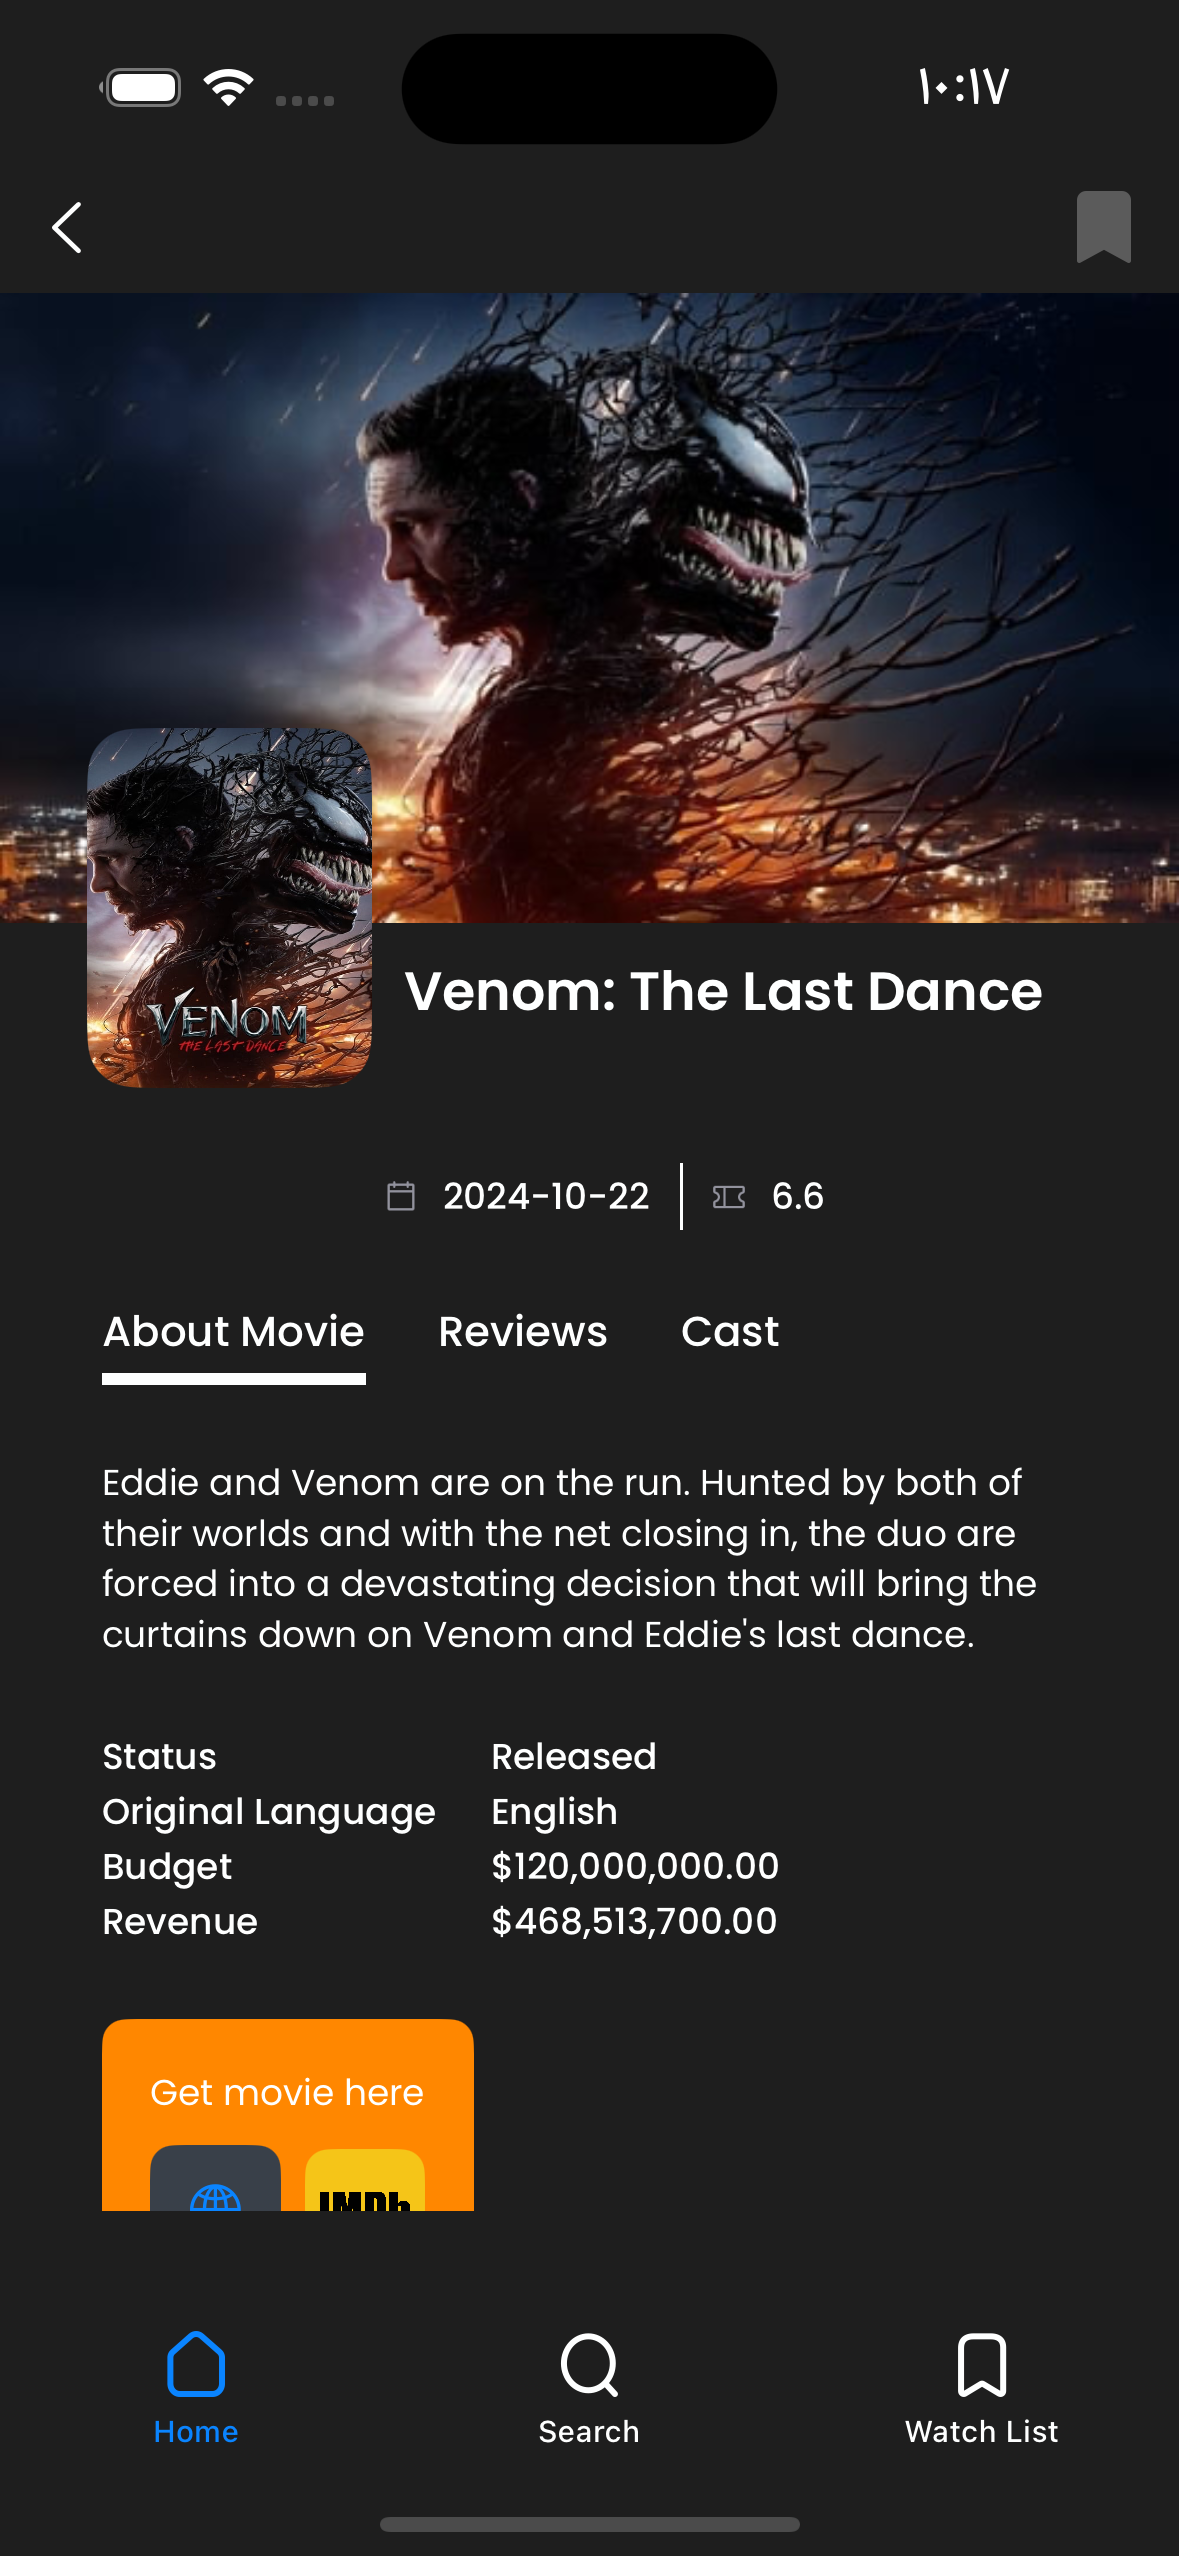 ١٠:١٧
VENOM
THE LAST DANCE
Venom: The Last Dance
2024-10-22
6.6
About Movie Reviews Cast
Eddie and Venom are on the run. Hunted by both of
their worlds and with the net closing in, the duo are
forced into a devastating decision that will bring the
curtains down on Venom and Eddie's last dance.
Status Released
Original Language English
Budget $120,000,000.00
Revenue $468,513,700.00
Get movie here
IMDb
Home Search Watch List